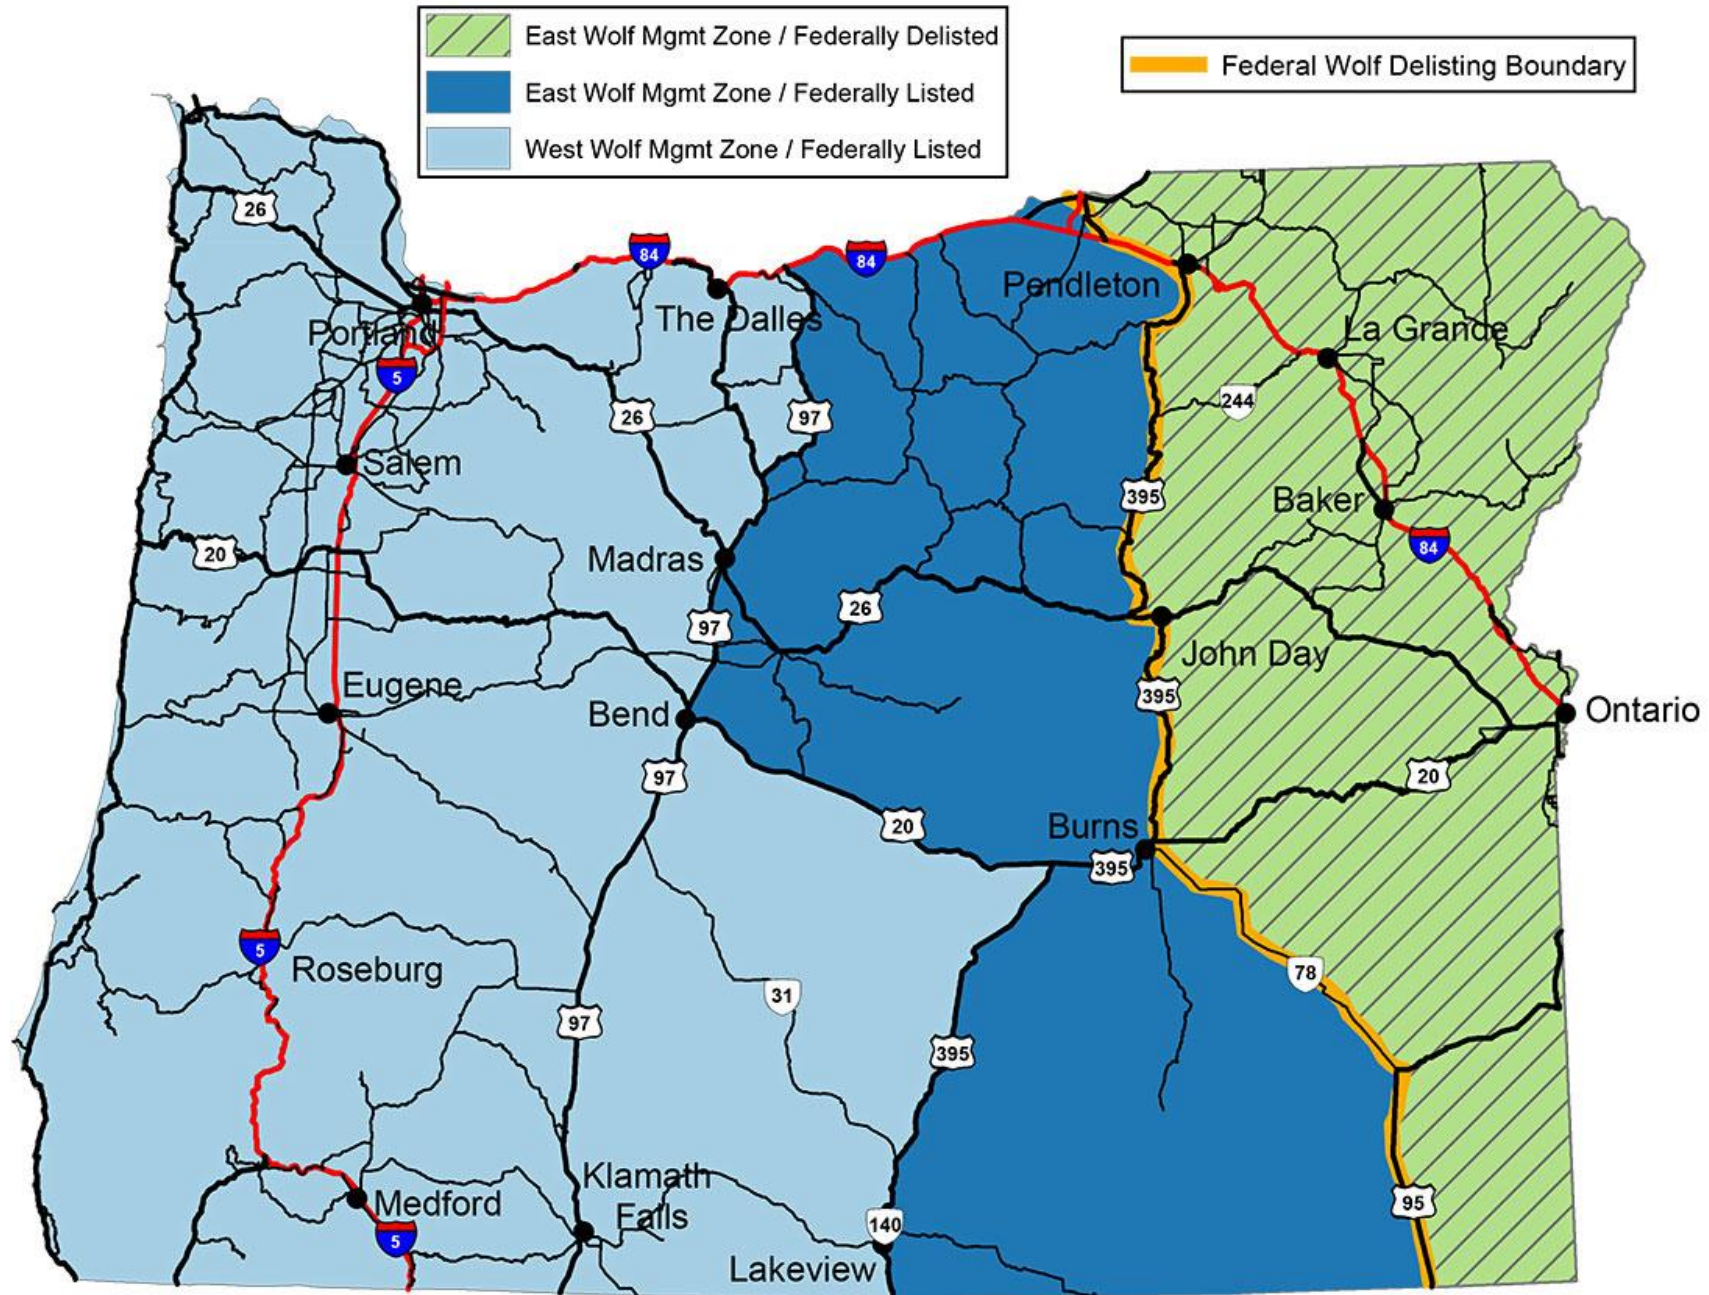 East Wolf Mgmt Zone / Federally Delisted
East Wolf Mgmt Zone / Federally Listed
West Wolf Mgmt Zone / Federally Listed
Federal Wolf Delisting Boundary
26
84
84
Pendleton
Portland
The Dalles
La Grande
5
26
97
244
Salem
395
Baker
20
Madras
84
97
26
John Day
Eugene
395
Bend
Ontario
97
20
20
Burns
395
5
Roseburg
78
31
97
395
Klamath
Falls
Medford
95
5
140
Lakeview